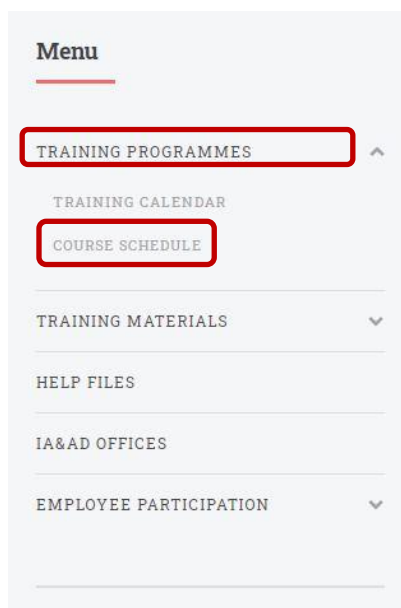 Menu
TRAINING PROGRAMMES
TRAINING CALENDAR
COURSE SCHEDULE
TRAINING MATERIALS
HELP FILES
IA&AD OFFICES
EMPLOYEE PARTICIPATION